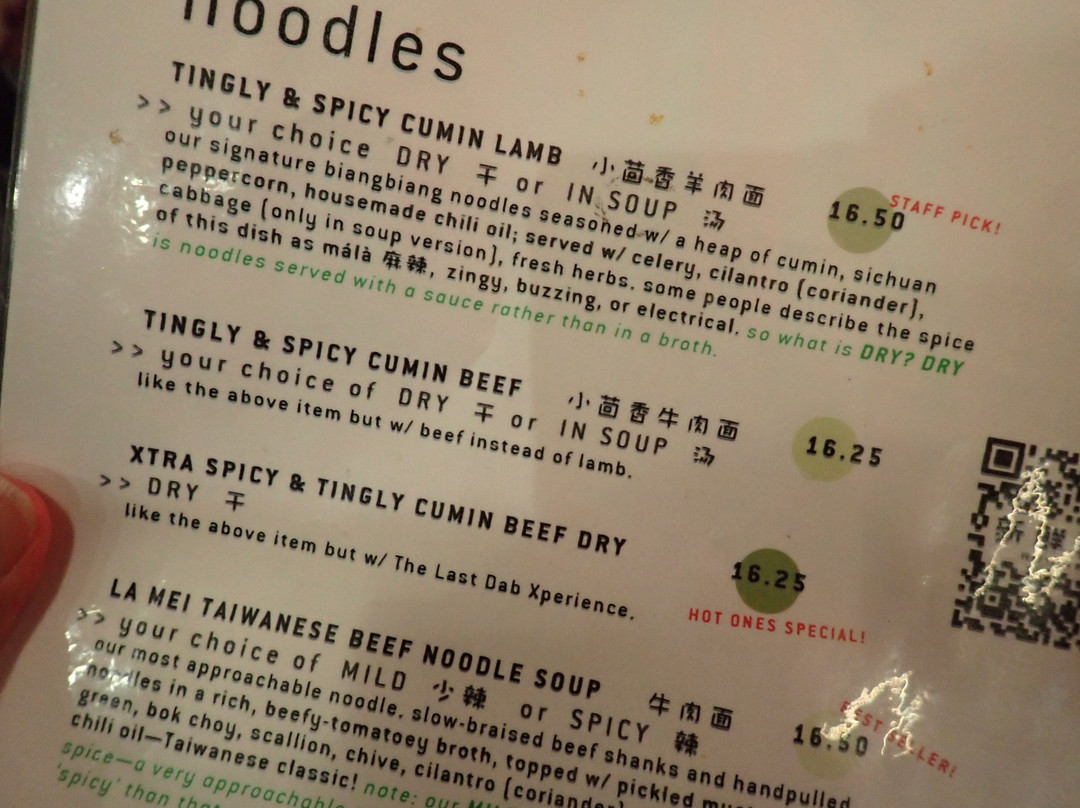 noodles
TINGLY & SPICY CUMIN LAMB 小茴香羊肉面
>> your choice DRY 干 or IN SOUP 汤 16.50 STAFF PICK!
our signature biangbiang noodles seasoned w/ a heap of cumin, sichuan
peppercorn, housemade chili oil; served w/ celery, cilantro (coriander),
cabbage (only in soup version), fresh herbs. some people describe the spice
of this dish as málà 麻辣, zingy, buzzing, or electrical. so what is DRY? DRY
is noodles served with a sauce rather than in a broth.
TINGLY & SPICY CUMIN BEEF 小茴香牛肉面
>> your choice of DRY 干 or IN SOUP 汤 16.25
like the above item but w/ beef instead of lamb.
XTRA SPICY & TINGLY CUMIN BEEF DRY
>> DRY 干 16.25
like the above item but w/ The Last Dab Xperience.
HOT ONES SPECIAL!
LA MEI TAIWANESE BEEF NOODLE SOUP 牛肉面
>> your choice of MILD 少辣 or SPICY 辣 16.50 BEST SELLER!
our most approachable noodle. slow-braised beef shanks and handpulled
noodles in a rich, beefy-tomatoey broth, topped w/ pickled
green, bok choy, scallion, chive, cilantro (coriander)
chili oil—Taiwanese classic! note: our
spice—a very approachable
'spicy' than